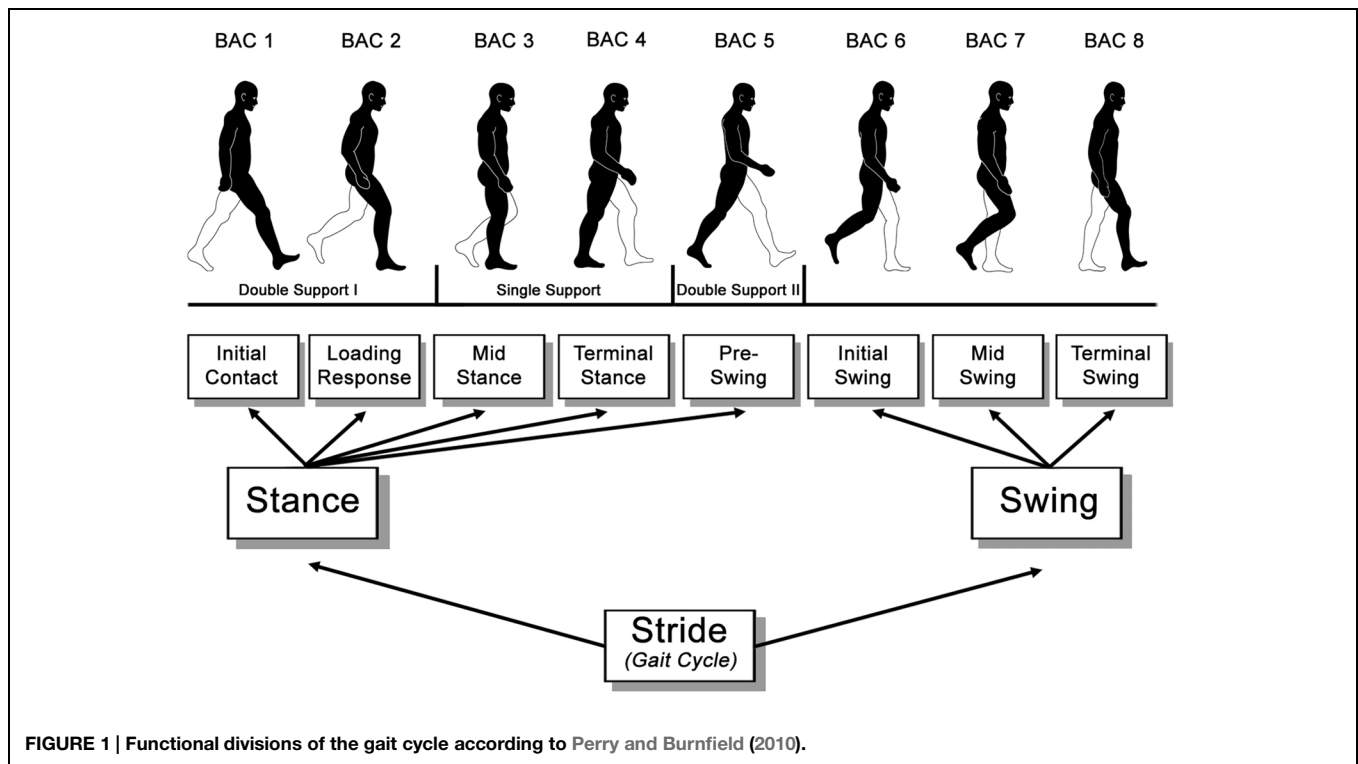 BAC 1 BAC 2 BAC 3 BAC 4 BAC 5 BAC 6 BAC 7 BAC 8
Double Support I Single Support Double Support II
Initial Contact
Loading Response
Mid Stance
Terminal Stance
Pre-Swing
Initial Swing
Mid Swing
Terminal Swing
Stance
Swing
Stride
(Gait Cycle)
FIGURE 1 | Functional divisions of the gait cycle according to Perry and Burnfield (2010).